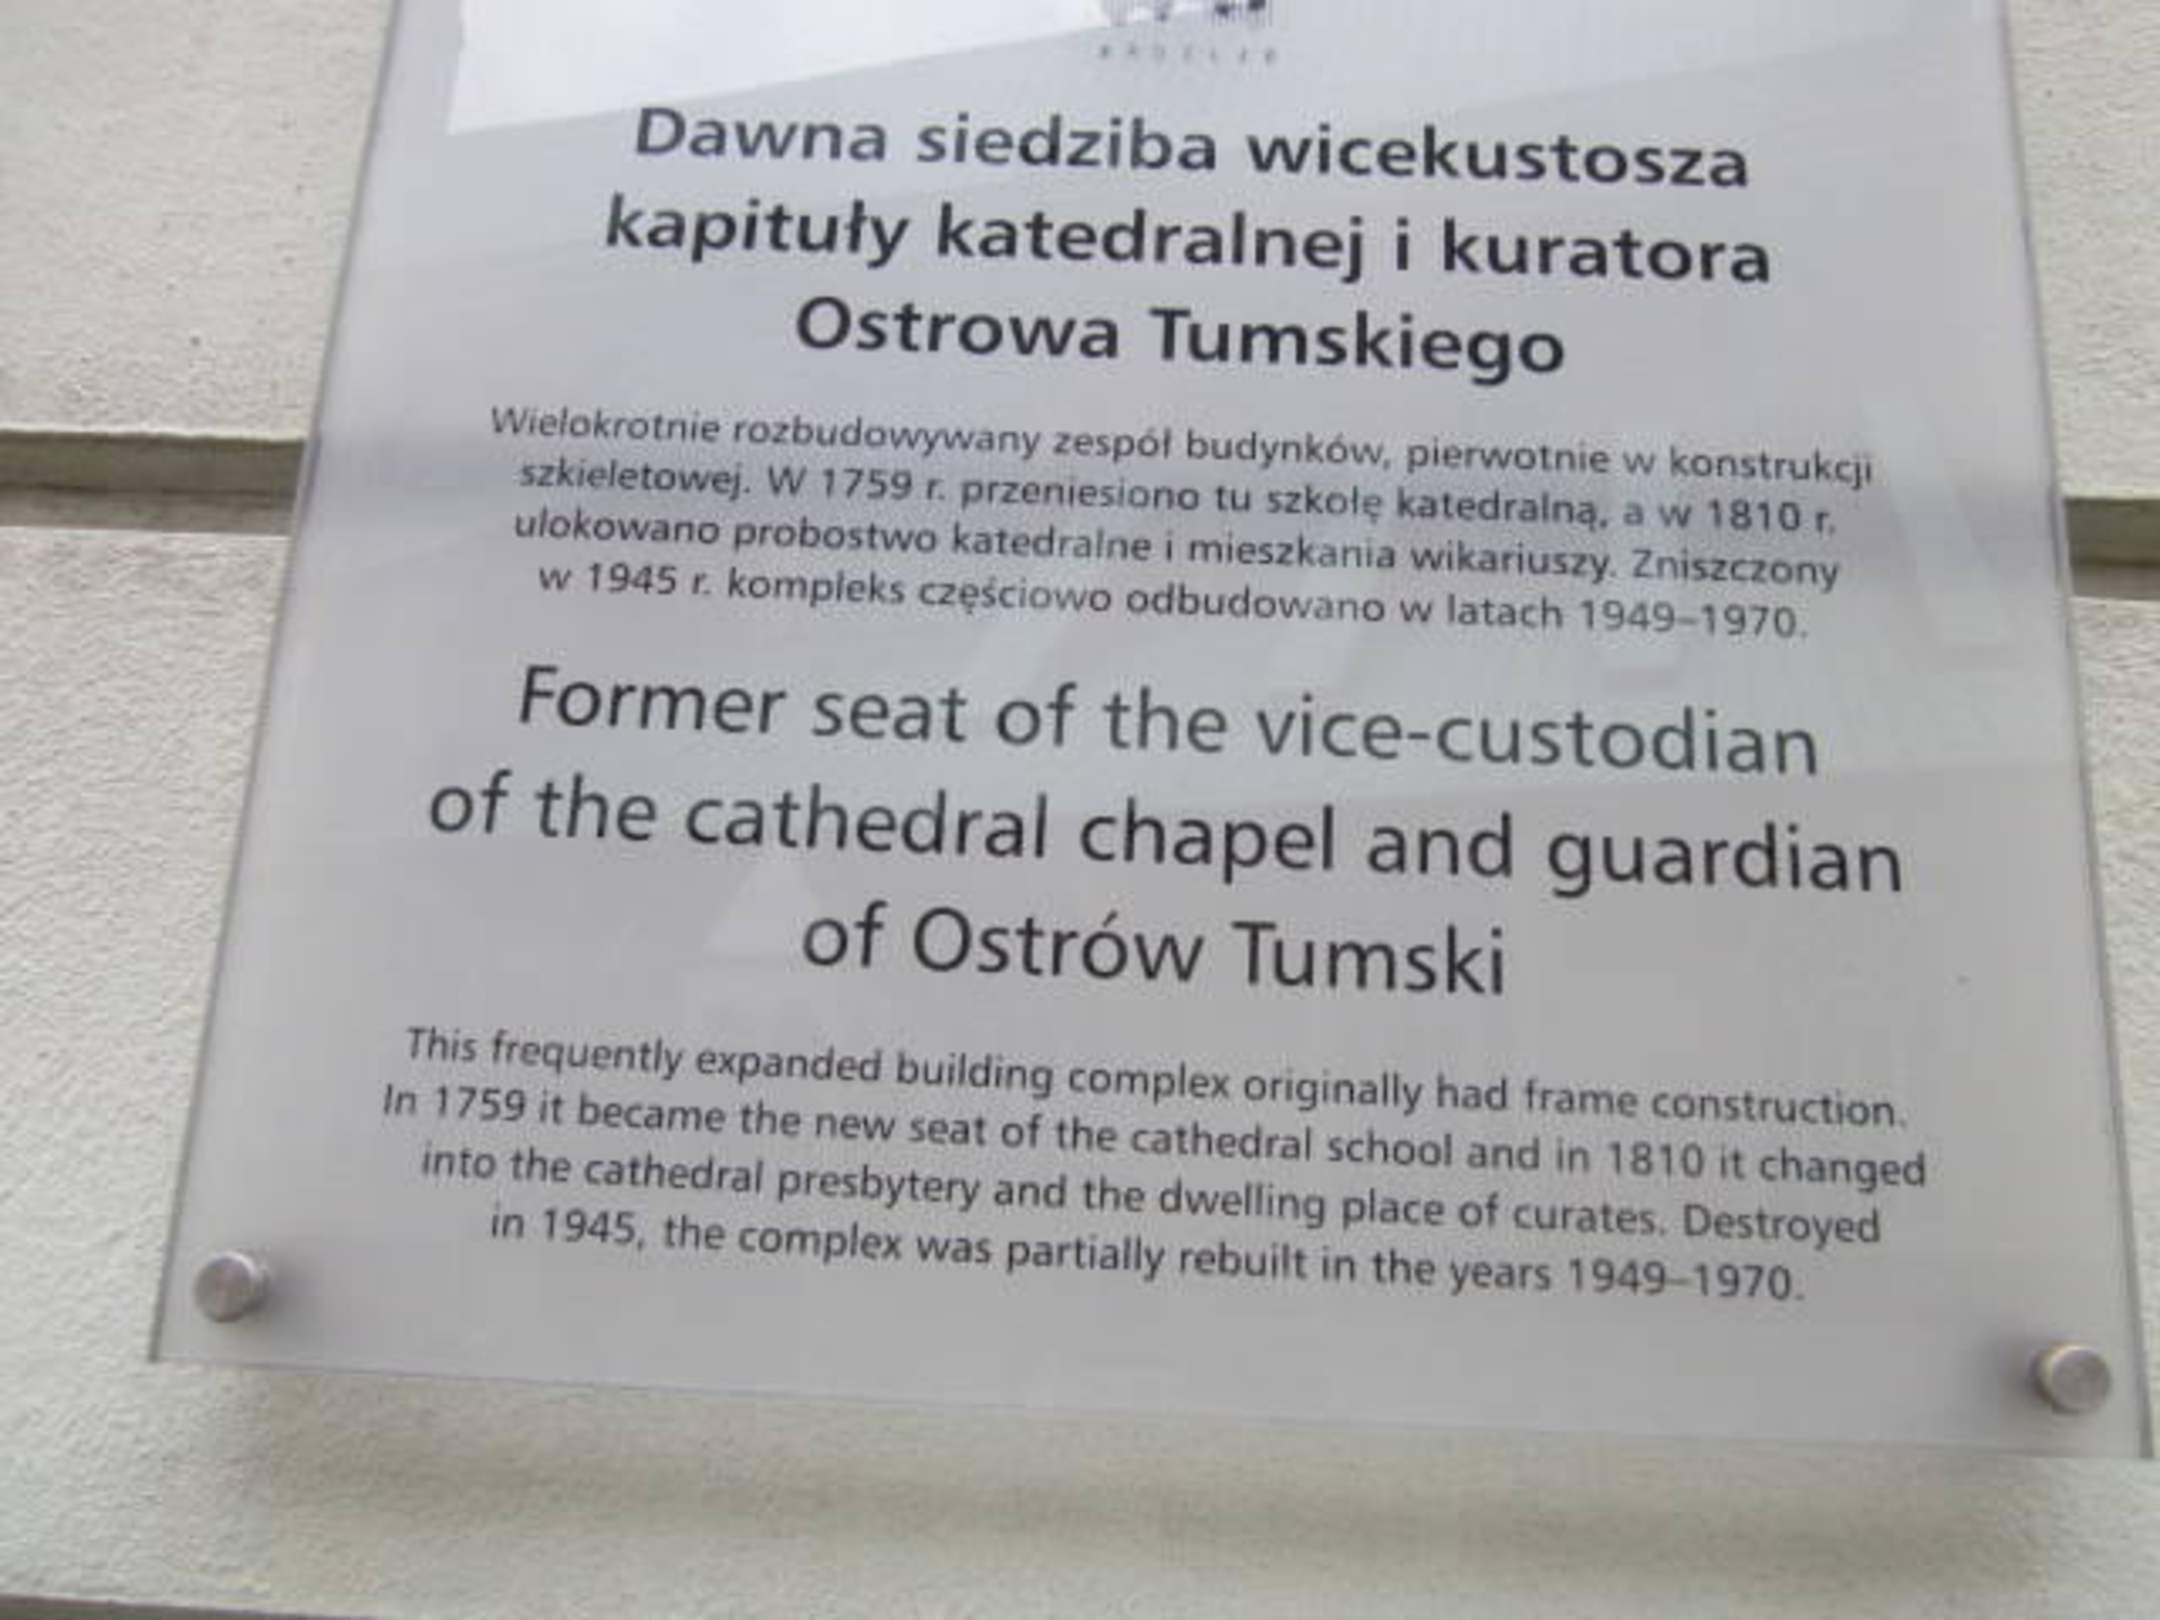 Dawna siedziba wicekustosza
kapituły katedralnej i kuratora
Ostrowa Tumskiego
Wielokrotnie rozbudowywany zespół budynków, pierwotnie w konstrukcji
szkieletowej. W 1759 r. przeniesiono tu szkołę katedralną, a w 1810 r.
ulokowano probostwo katedralne i mieszkania wikariuszy. Zniszczony
w 1945 r. kompleks częściowo odbudowano w latach 1949–1970.
Former seat of the vice-custodian
of the cathedral chapel and guardian
of Ostrów Tumski
This frequently expanded building complex originally had frame construction.
In 1759 it became the new seat of the cathedral school and in 1810 it changed
into the cathedral presbytery and the dwelling place of curates. Destroyed
in 1945, the complex was partially rebuilt in the years 1949–1970.